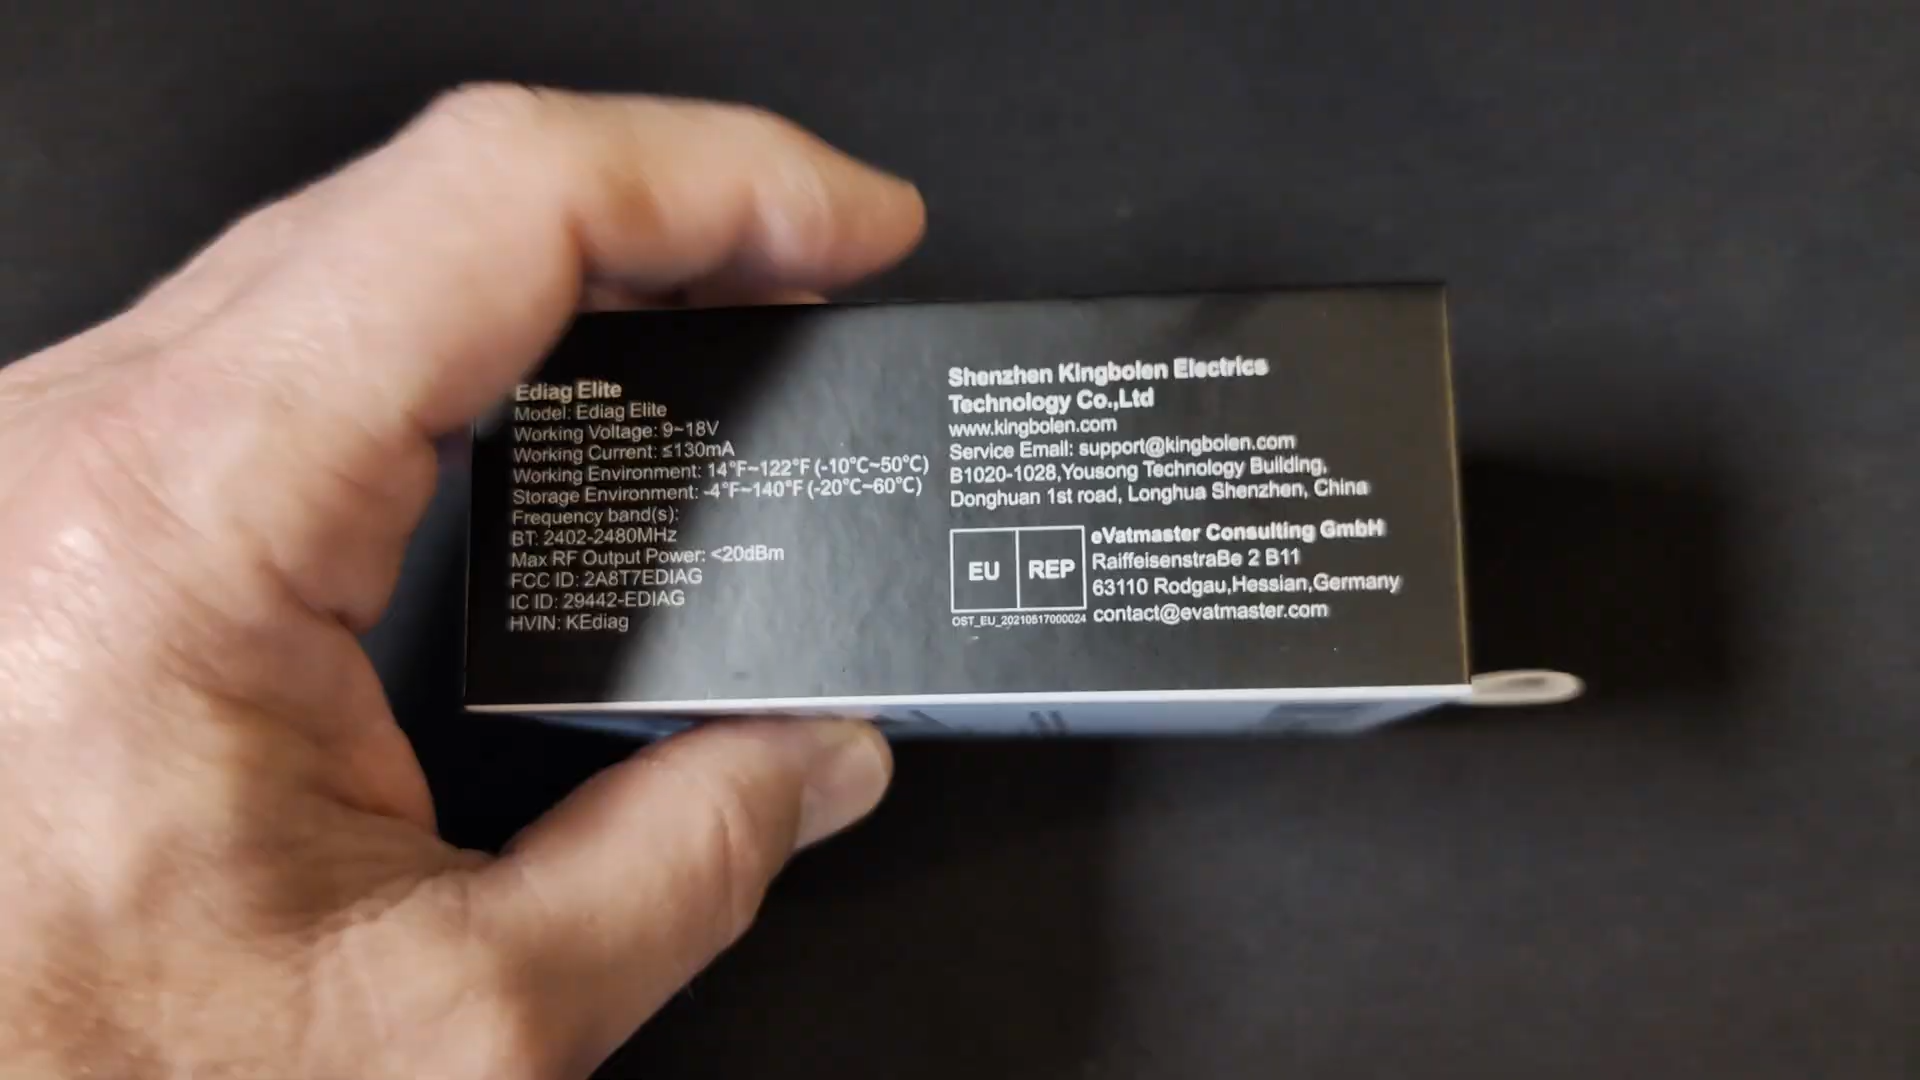 Ediag Elite
Model: Ediag Elite
Working Voltage: 9~18V
Working Current: ≤130mA
Working Environment: 14°F~122°F (-10°C~50°C)
Storage Environment: -4°F~140°F (-20°C~60°C)
Frequency band(s):
BT: 2402-2480MHz
Max RF Output Power: <20dBm
FCC ID: 2A8T7EDIAG
IC ID: 29442-EDIAG
HVIN: KEdiag
Shenzhen Kingbolen Electrics
Technology Co.,Ltd
www.kingbolen.com
Service Email: support@kingbolen.com
B1020-1028,Yousong Technology Building,
Donghuan 1st road, Longhua Shenzhen, China
EU REP
OST_EU_20210517000024
eVatmaster Consulting GmbH
RaiffeisenstraBe 2 B11
63110 Rodgau,Hessian,Germany
contact@evatmaster.com